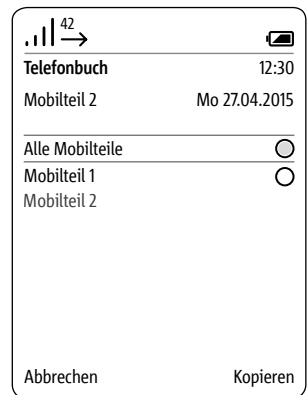 42
Telefonbuch 12:30
Mobilteil 2 Mo 27.04.2015
Alle Mobilteile
Mobilteil 1
Mobilteil 2
Abbrechen Kopieren